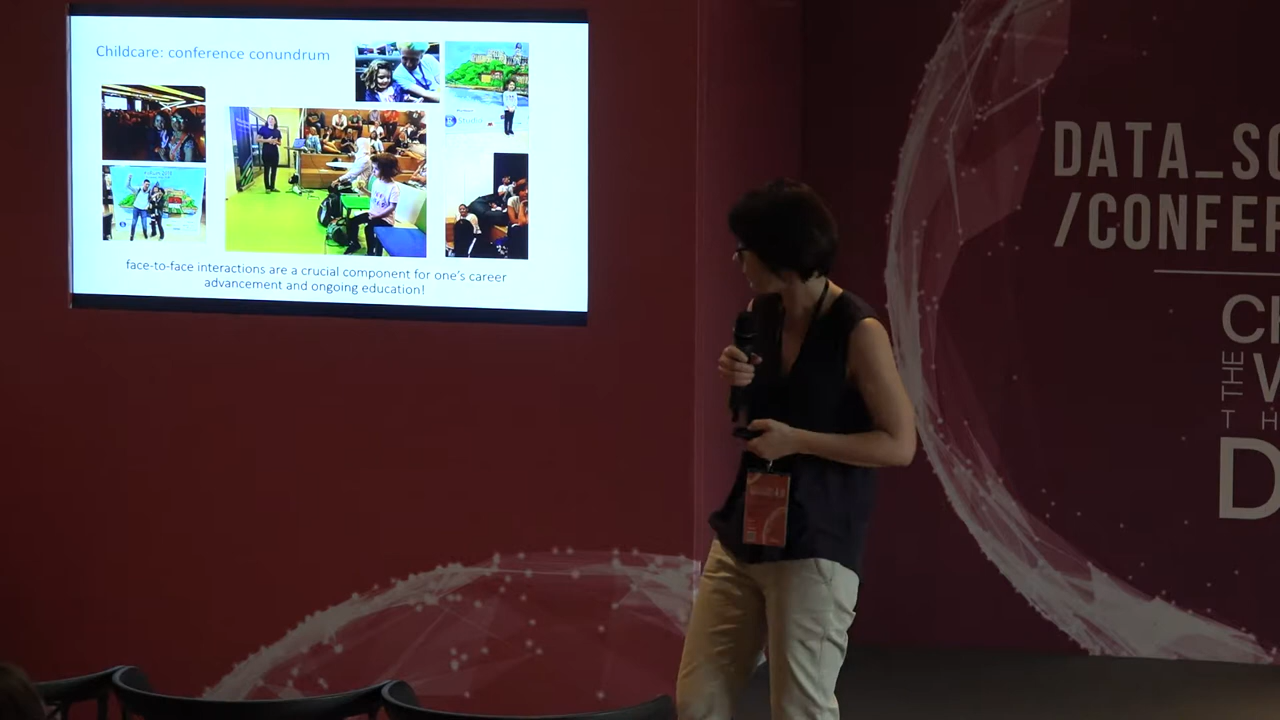 Childcare: conference conundrum
face-to-face interactions are a crucial component for one's career
advancement and ongoing education!
DATA_SC
/CONFER
CH
THE
W
T H
D